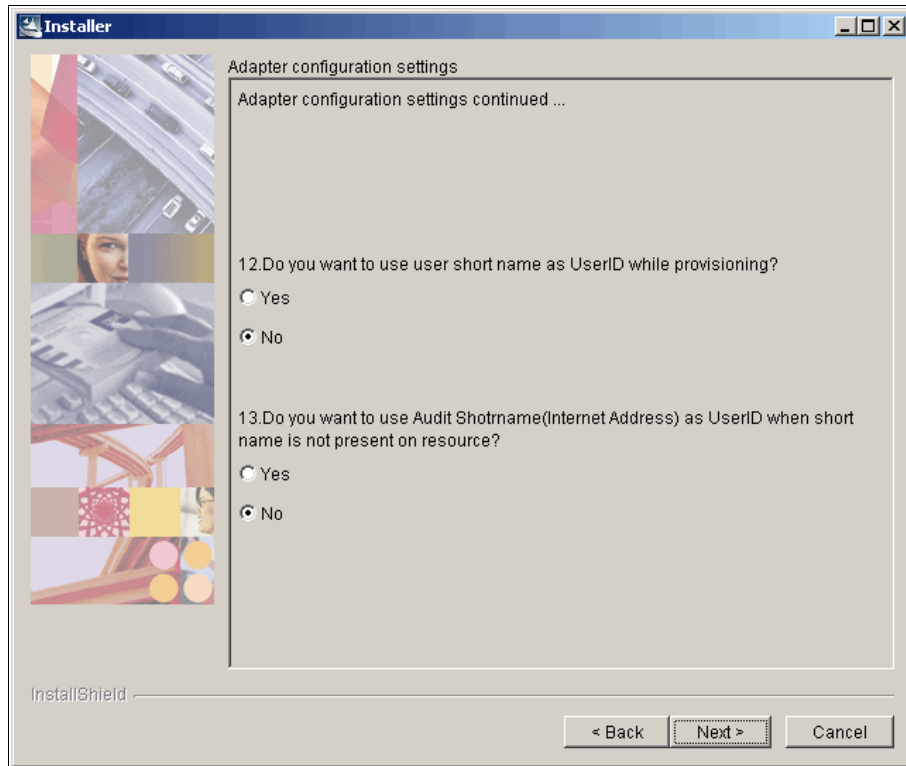 Installer
Adapter configuration settings
Adapter configuration settings continued ...
12.Do you want to use user short name as UserID while provisioning?
Yes
No
13.Do you want to use Audit Shotrname(Internet Address) as UserID when short
name is not present on resource?
Yes
No
InstallShield
< Back
Next >
Cancel